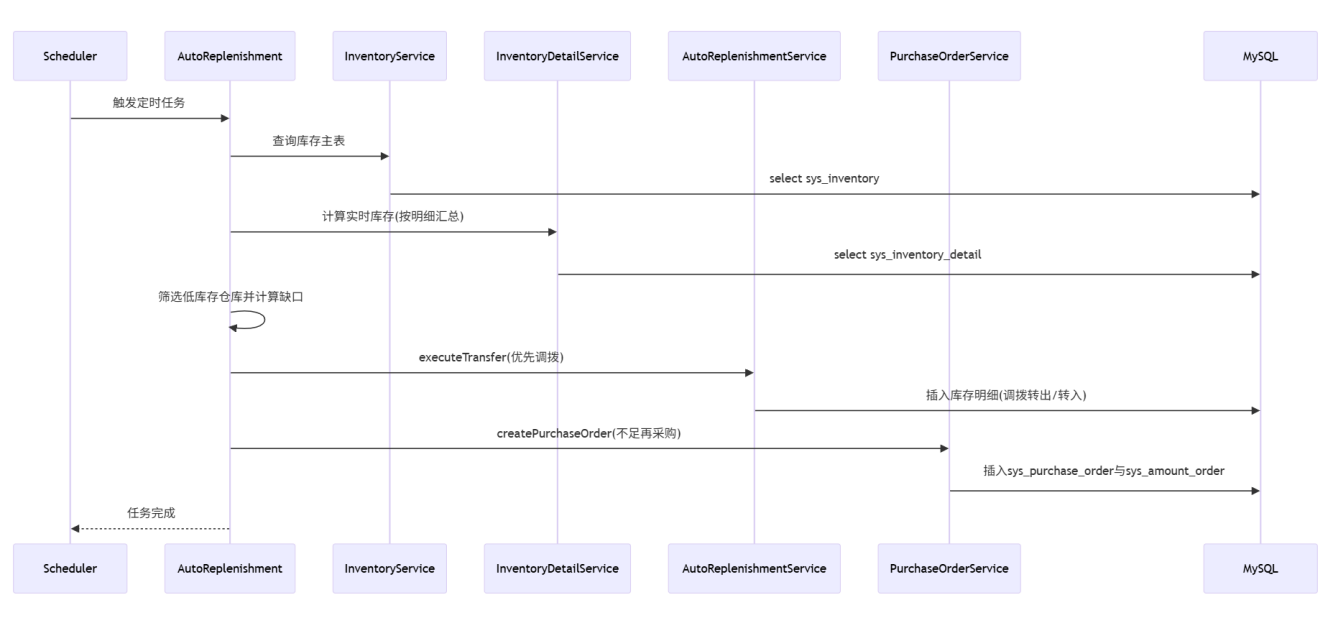 Scheduler
AutoReplenishment
InventoryService
InventoryDetailService
AutoReplenishmentService
PurchaseOrderService
MySQL
触发定时任务
查询库存主表
select sys_inventory
计算实时库存(按明细汇总)
select sys_inventory_detail
筛选低库存仓库并计算缺口
executeTransfer(优先调拨)
插入库存明细(调拨转出/转入)
createPurchaseOrder(不足再采购)
插入sys_purchase_order与sys_amount_order
任务完成
Scheduler
AutoReplenishment
InventoryService
InventoryDetailService
AutoReplenishmentService
PurchaseOrderService
MySQL